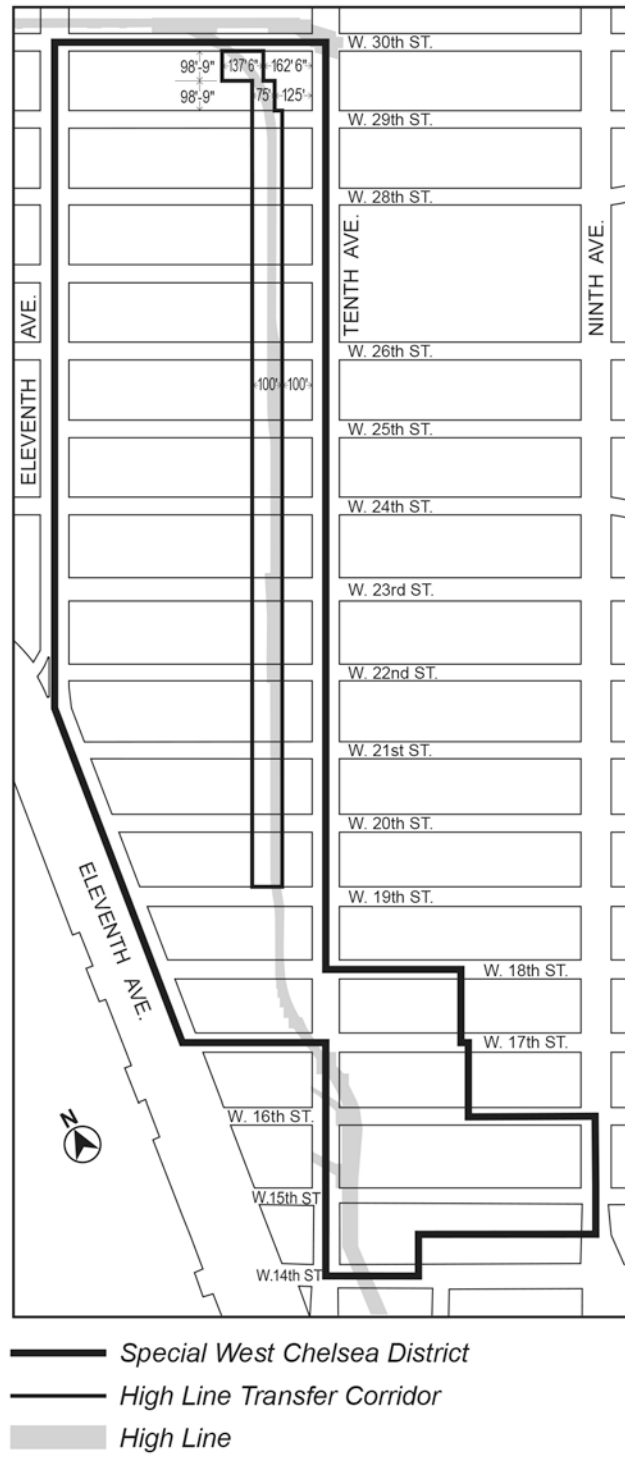 W. 30th ST.
98'-9" 137'6" 162'6"
98'-9" 75' 125'
W. 29th ST.
W. 28th ST.
TENTH AVE.
NINTH AVE.
ELEVENTH AVE.
W. 26th ST.
100' 100'
W. 25th ST.
W. 24th ST.
W. 23rd ST.
W. 22nd ST.
W. 21st ST.
W. 20th ST.
ELEVENTH AVE.
W. 19th ST.
W. 18th ST.
W. 17th ST.
W. 16th ST.
N
W.15th ST
W.14th ST
Special West Chelsea District
High Line Transfer Corridor
High Line